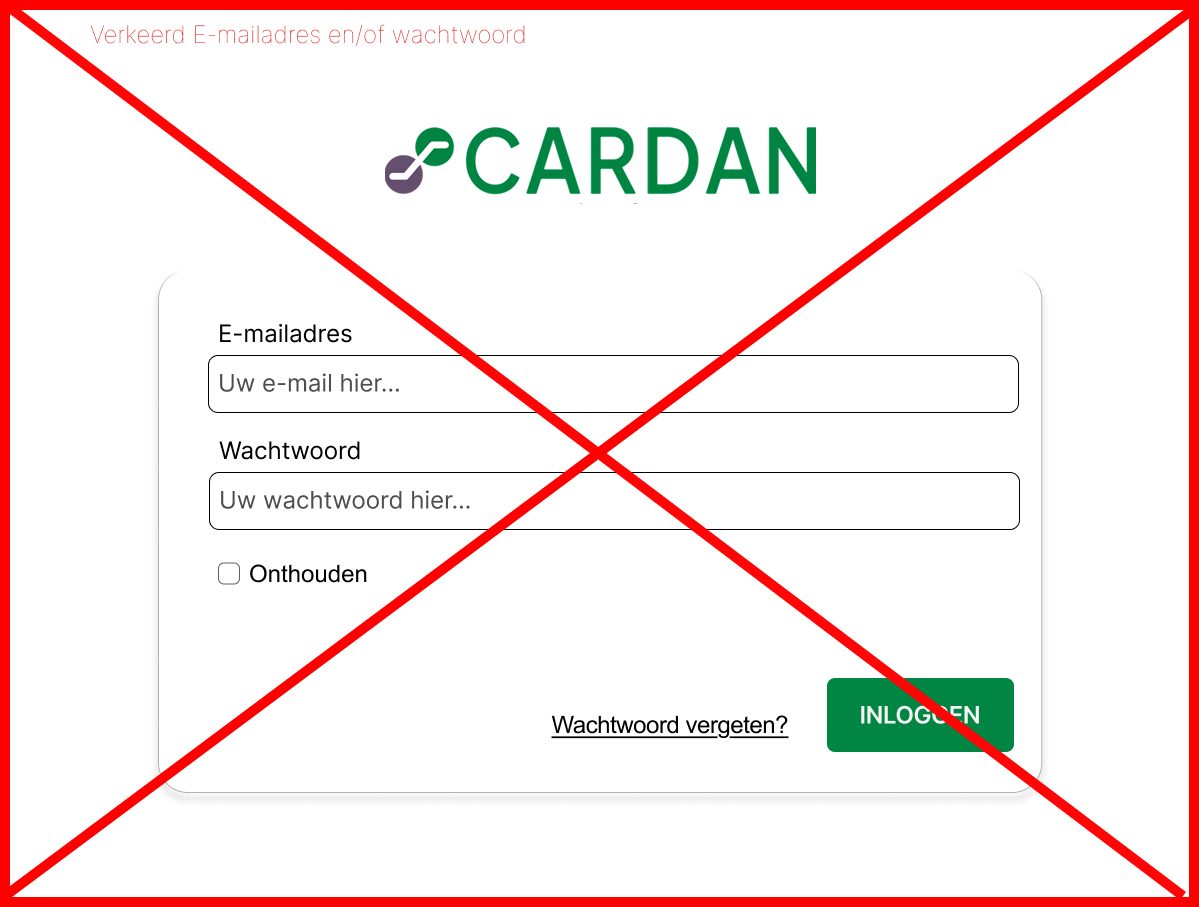 Verkeerd E-mailadres en/of wachtwoord
CARDAN
E-mailadres
Uw e-mail hier...
Wachtwoord
Uw wachtwoord hier...
Onthouden
Wachtwoord vergeten?
INLOGGEN